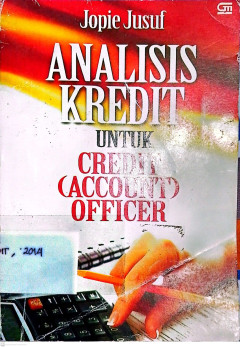 Jopie Jusuf
ANALISIS
KREDIT
UNTUK
CREDIT
(ACCOUNT)
OFFICER
, 2014